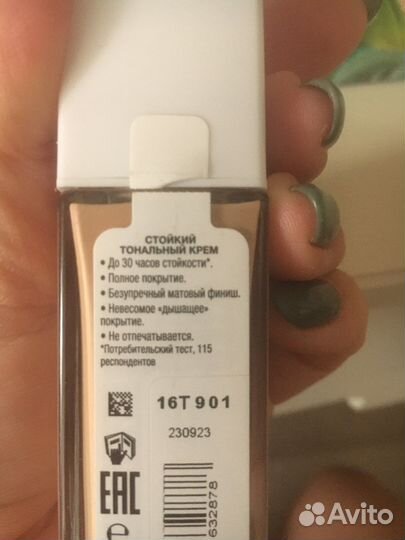 СТОЙКИЙ
ТОНАЛЬНЫЙ КРЕМ
• До 30 часов стойкости*.
• Полное покрытие.
• Безупречный матовый финиш.
• Невесомое «дышащее»
покрытие.
• Не отпечатывается.
*Потребительский тест, 115
респондентов
16T 901
230923
EAC
e
632878
Avito